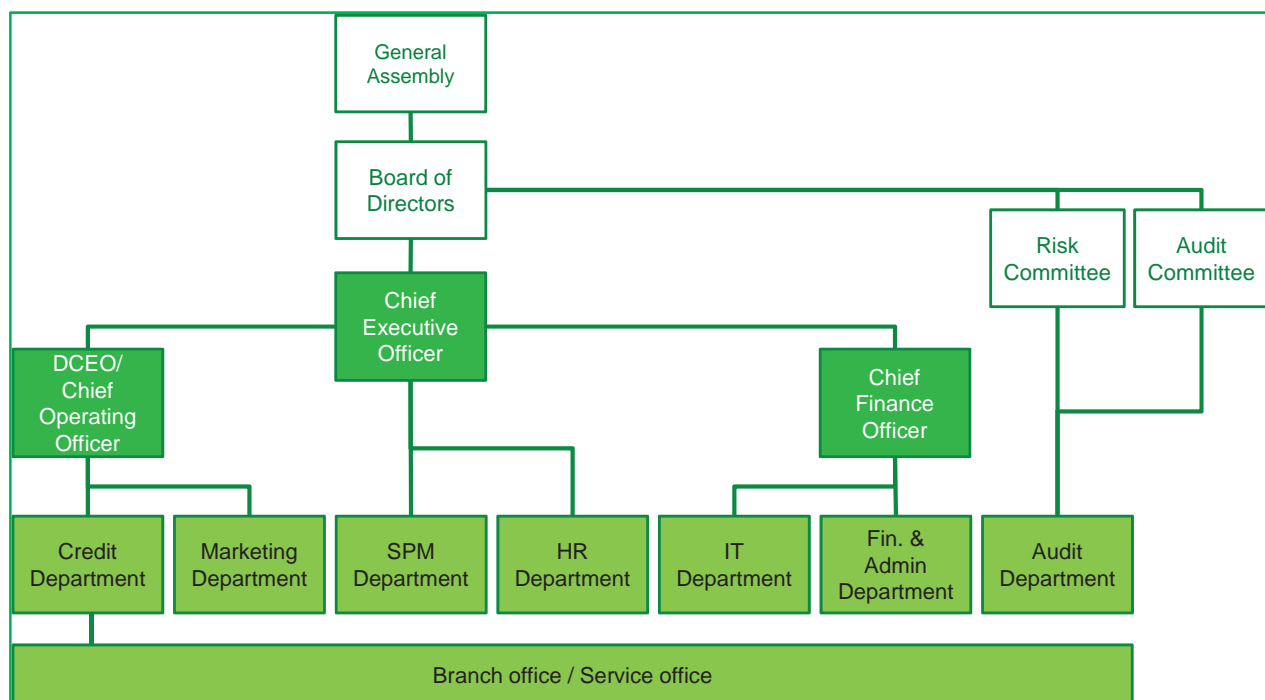 General
Assembly
Board of
Directors
Risk
Committee
Audit
Committee
Chief
Executive
Officer
DCEO/
Chief
Operating
Officer
Chief
Finance
Officer
Credit
Department
Marketing
Department
SPM
Department
HR
Department
IT
Department
Fin. &
Admin
Department
Audit
Department
Branch office / Service office